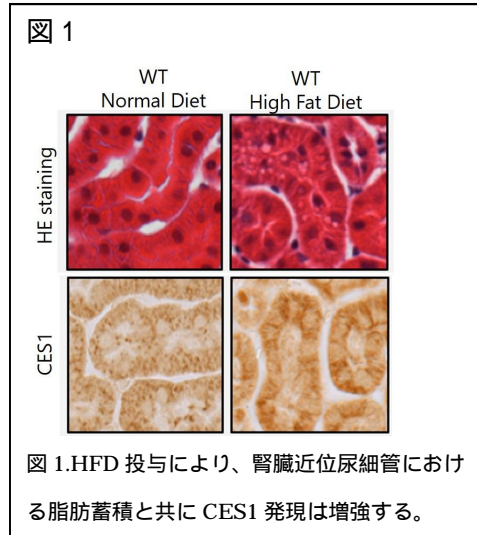 図 1
WT
Normal Diet
WT
High Fat Diet
HE staining
CES1
図 1.HFD 投与により、腎臓近位尿細管におけ
る脂肪蓄積と共に CES1 発現は増強する。